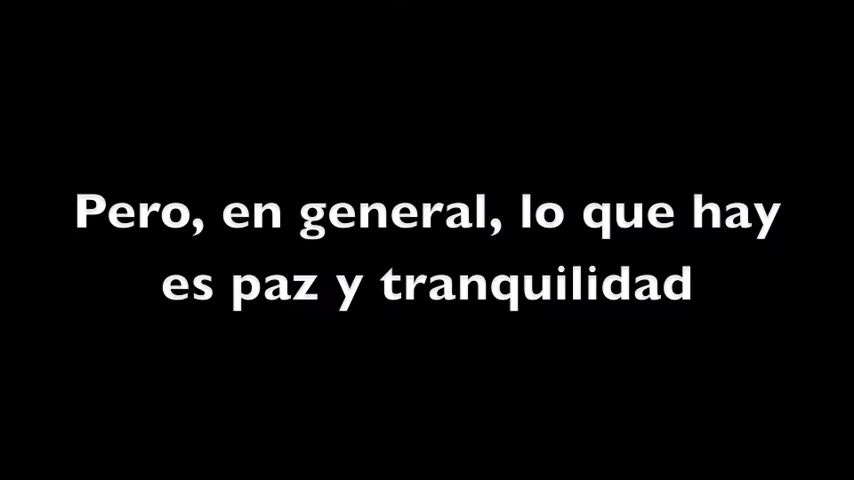 Pero, en general, lo que hay
es paz y tranquilidad